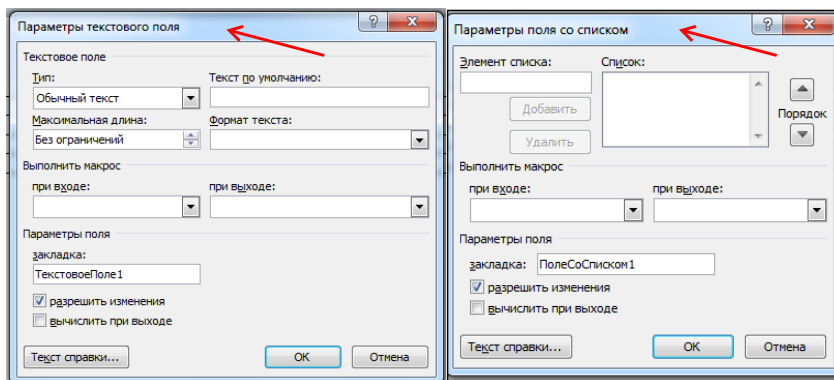 Параметры текстового поля
Текстовое поле
Тип:
Текст по умолчанию:
Обычный текст
Максимальная длина:
Формат текста:
Без ограничений
Выполнить макрос
при входе:
при выходе:
Параметры поля
закладка:
ТекстовоеПоле1
разрешить изменения
вычислить при выходе
Текст справки...
ОК
Отмена
Параметры поля со списком
Элемент списка:
Список:
Добавить
Удалить
Порядок
Выполнить макрос
при входе:
при выходе:
Параметры поля
закладка: ПолеСоСписком1
разрешить изменения
вычислить при выходе
Текст справки...
ОК
Отмена